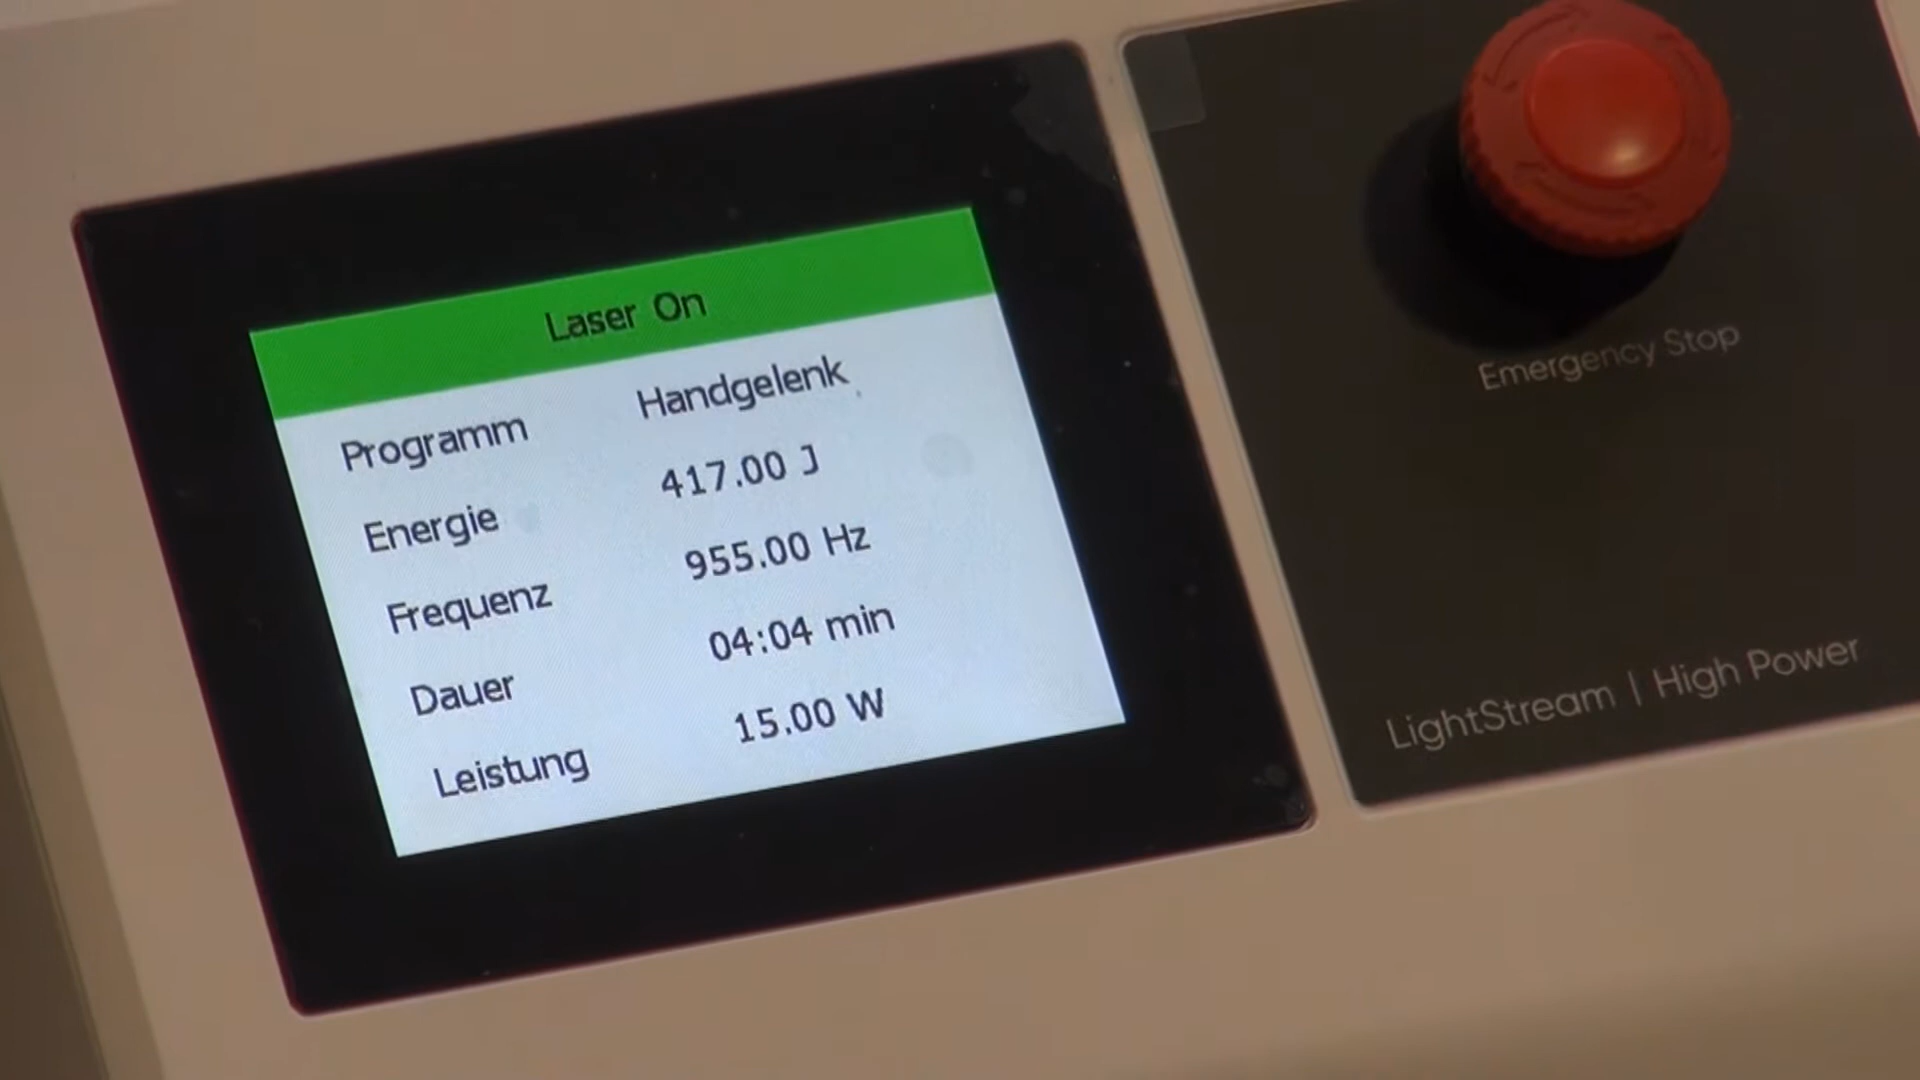 Laser On
Programm Handgelenk
Energie 417.00 J
Frequenz 955.00 Hz
Dauer 04:04 min
Leistung 15.00 W
Emergency Stop
LightStream | High Power